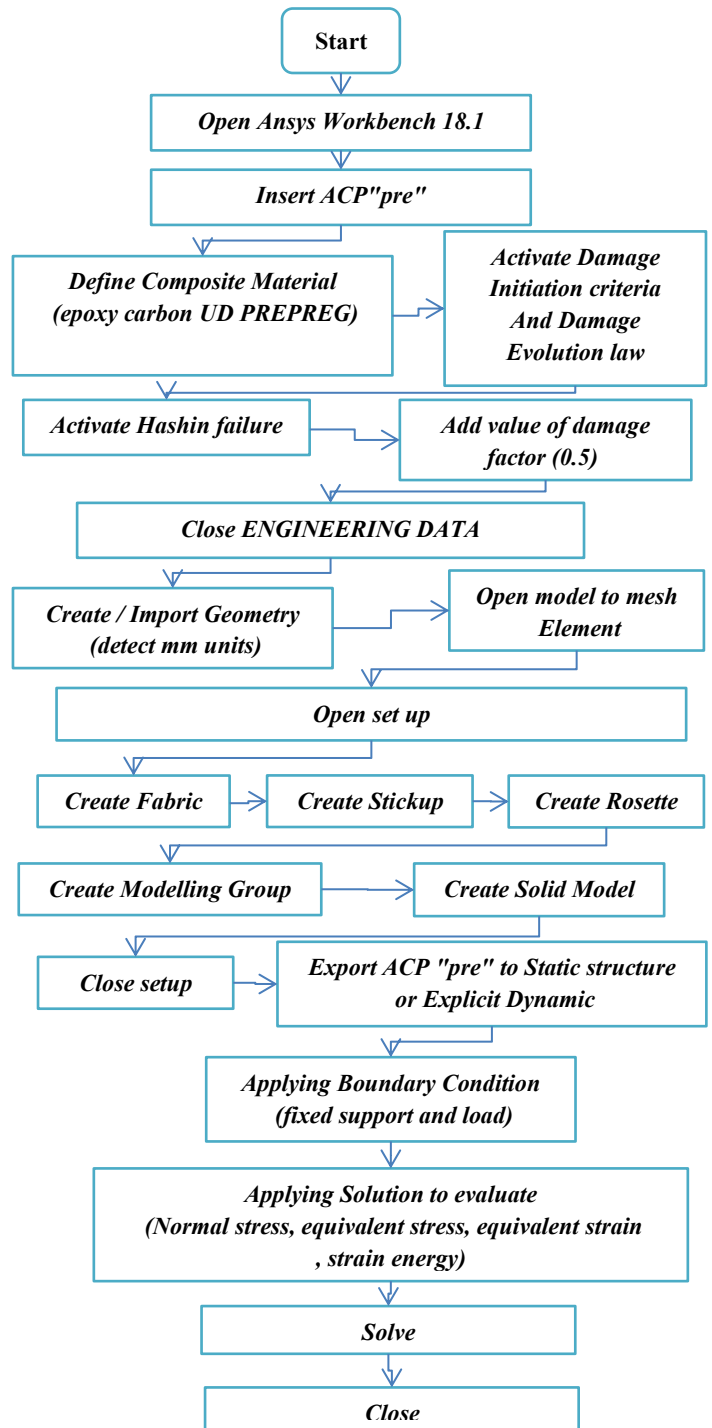 Start
Open Ansys Workbench 18.1
Insert ACP"pre"
Define Composite Material
(epoxy carbon UD PREPREG)
Activate Damage
Initiation criteria
And Damage
Evolution law
Activate Hashin failure
Add value of damage
factor (0.5)
Close ENGINEERING DATA
Create / Import Geometry
(detect mm units)
Open model to mesh
Element
Open set up
Create Fabric
Create Stickup
Create Rosette
Create Modelling Group
Create Solid Model
Close setup
Export ACP "pre" to Static structure
or Explicit Dynamic
Applying Boundary Condition
(fixed support and load)
Applying Solution to evaluate
(Normal stress, equivalent stress, equivalent strain
, strain energy)
Solve
Close